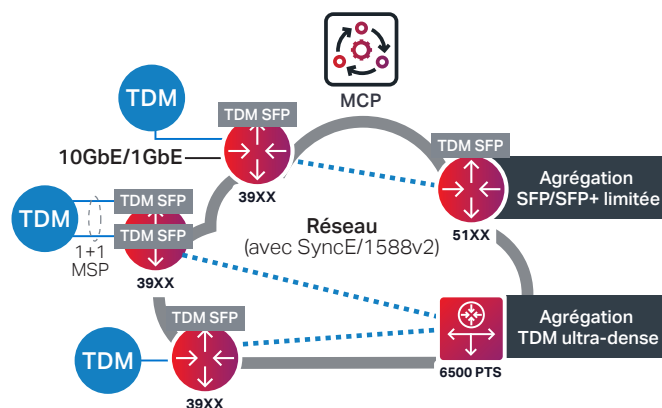 MCP
TDM
TDM SFP
10GbE/1GbE
39XX
TDM SFP
51XX
Agrégation
SFP/SFP+ limitée
TDM
TDM SFP
TDM SFP
1+1
MSP
39XX
Réseau
(avec SyncE/1588v2)
TDM
TDM SFP
39XX
6500 PTS
Agrégation
TDM ultra-dense